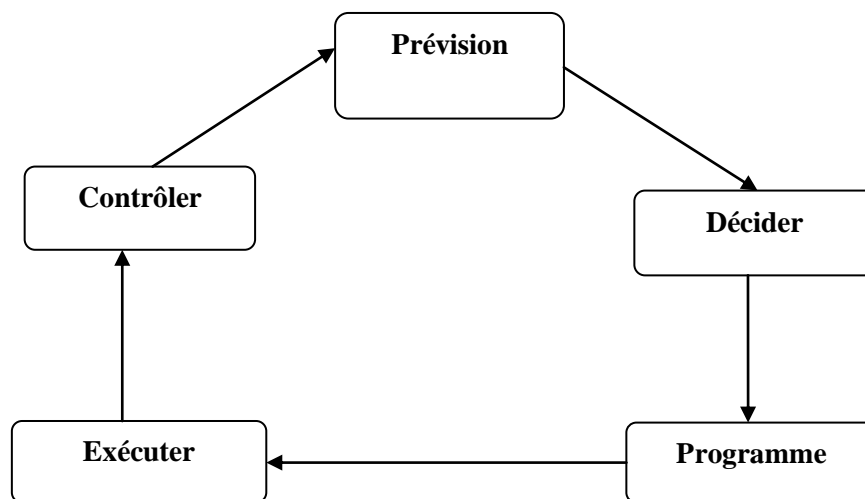 Prévision
Contrôler
Décider
Exécuter
Programme